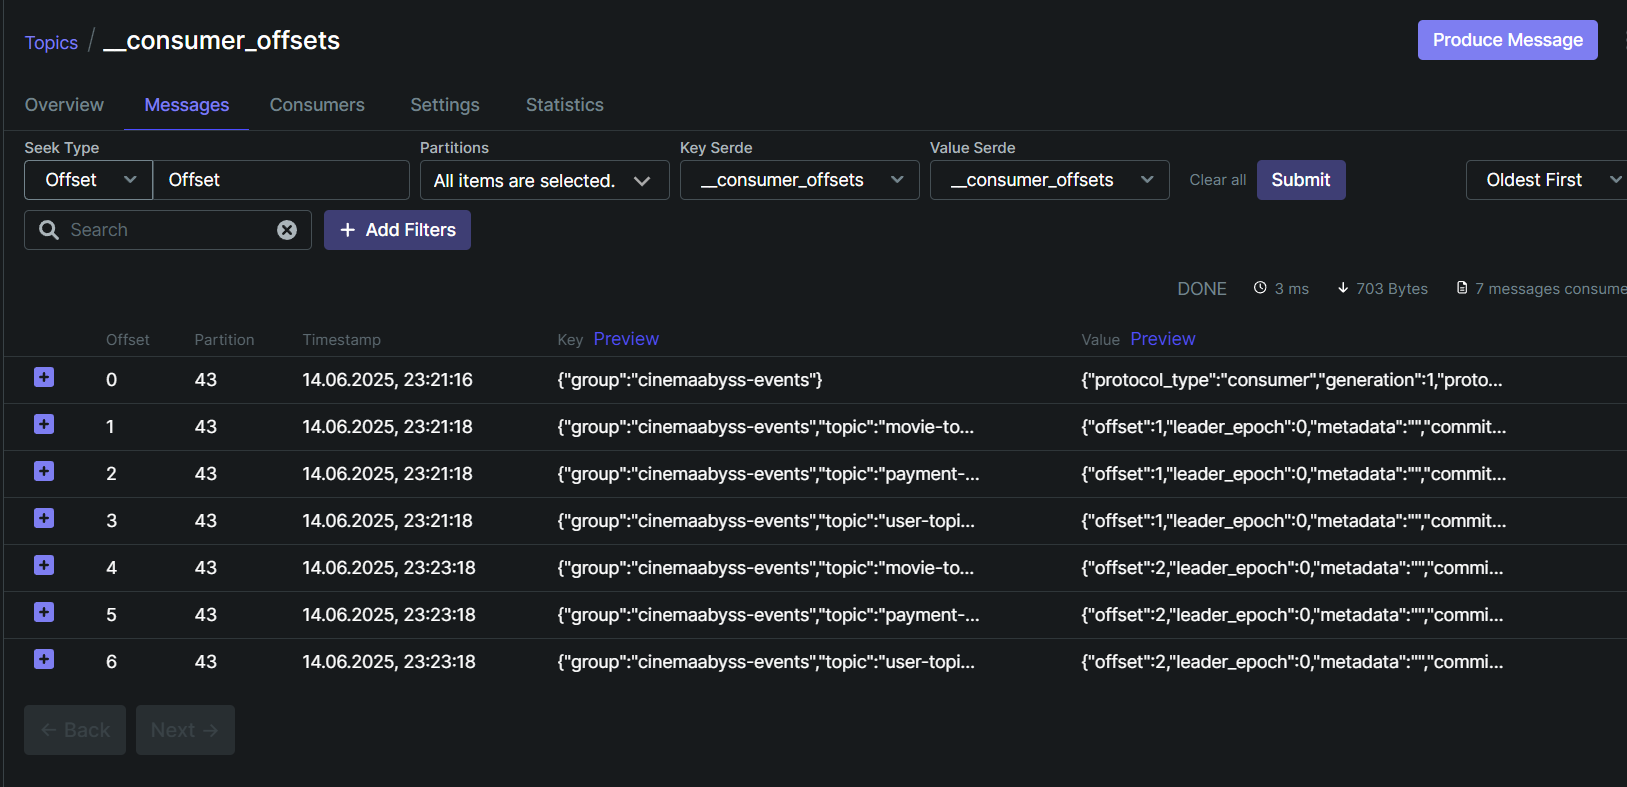 Topics / __consumer_offsets
Produce Message
Overview Messages Consumers Settings Statistics
Seek Type Partitions Key Serde Value Serde
Offset Offset All items are selected. __consumer_offsets __consumer_offsets Clear all Submit Oldest First
Search + Add Filters
DONE 3 ms 703 Bytes 7 messages consume
Offset Partition Timestamp Key Preview Value Preview
0 43 14.06.2025, 23:21:16 {"group":"cinemaabyss-events"} {"protocol_type":"consumer","generation":1,"proto...
1 43 14.06.2025, 23:21:18 {"group":"cinemaabyss-events","topic":"movie-to... {"offset":1,"leader_epoch":0,"metadata":"","commit...
2 43 14.06.2025, 23:21:18 {"group":"cinemaabyss-events","topic":"payment-... {"offset":1,"leader_epoch":0,"metadata":"","commit...
3 43 14.06.2025, 23:21:18 {"group":"cinemaabyss-events","topic":"user-topi... {"offset":1,"leader_epoch":0,"metadata":"","commit...
4 43 14.06.2025, 23:23:18 {"group":"cinemaabyss-events","topic":"movie-to... {"offset":2,"leader_epoch":0,"metadata":"","commi...
5 43 14.06.2025, 23:23:18 {"group":"cinemaabyss-events","topic":"payment-... {"offset":2,"leader_epoch":0,"metadata":"","commi...
6 43 14.06.2025, 23:23:18 {"group":"cinemaabyss-events","topic":"user-topi... {"offset":2,"leader_epoch":0,"metadata":"","commi...
← Back Next →